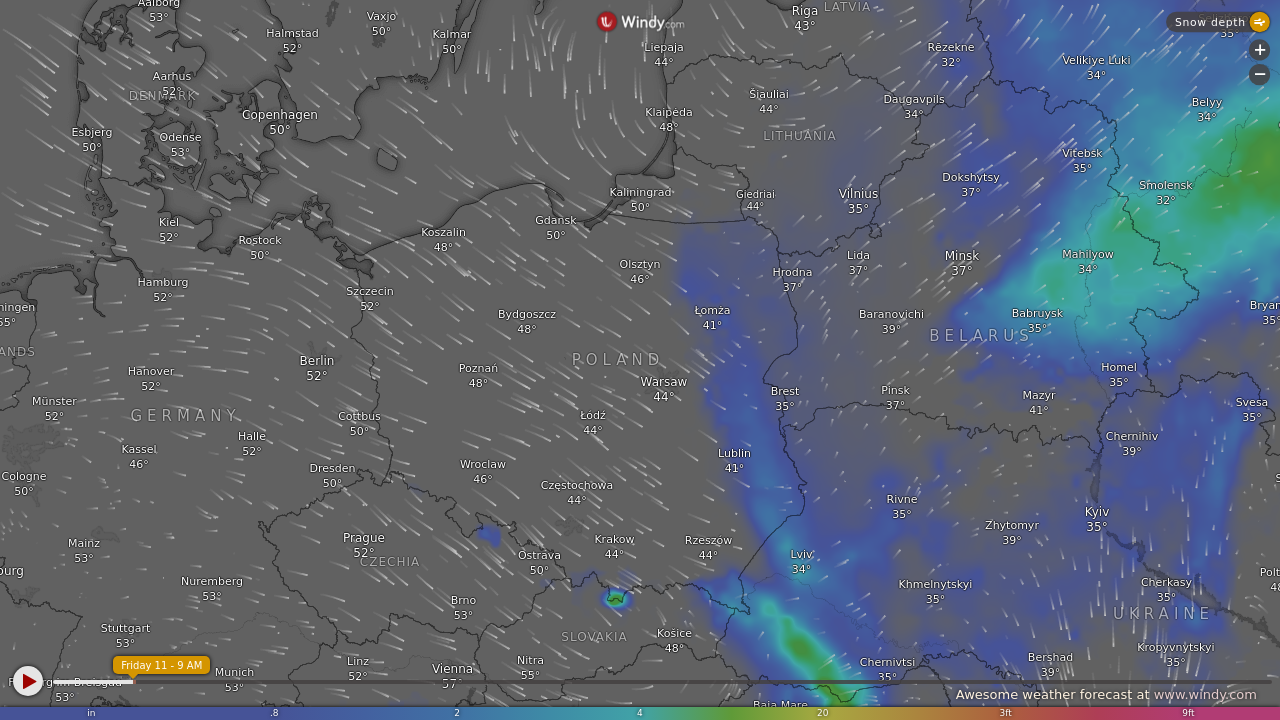 Aalborg
53°
Vaxjo
50°
Halmstad
52°
Kalmar
50°
Windy.com
Riga
43°
LATVIA
Snow depth
35°
Liepaja
44°
Rēzekne
32°
Velikiye Luki
34°
+
−
Aarhus
52°
DENMARK
Šiauliai
44°
Daugavpils
34°
Belyy
34°
Copenhagen
50°
Klaipėda
48°
LITHUANIA
Esbjerg
50°
Odense
53°
Vitebsk
35°
Dokshytsy
37°
Smolensk
32°
Kaliningrad
50°
Giedriai
44°
Vilnius
35°
Kiel
52°
Gdansk
50°
Koszalin
48°
Rostock
50°
Olsztyn
46°
Lida
37°
Minsk
37°
Mahilyow
34°
Hrodna
37°
Hamburg
52°
Szczecin
52°
ningen
55°
Bydgoszcz
48°
Łomża
41°
Baranovichi
39°
Babruysk
35°
Bryan
35°
BELARUS
ANDS
Berlin
52°
POLAND
Hanover
52°
Poznań
48°
Warsaw
44°
Homel
35°
Brest
35°
Pinsk
37°
Mazyr
41°
Münster
52°
Svesa
35°
GERMANY
Cottbus
50°
Łódź
44°
Halle
52°
Chernihiv
39°
Kassel
46°
Lublin
41°
Cologne
50°
Dresden
50°
Wroclaw
46°
Częstochowa
44°
S
Rivne
35°
Kyiv
35°
Zhytomyr
39°
Mainz
53°
Prague
52°
CZECHIA
Krakow
44°
Rzeszow
44°
Ostrava
50°
Lviv
34°
ourg
Polt
48
Nuremberg
53°
Khmelnytskyi
35°
Cherkasy
35°
Brno
53°
UKRAINE
Stuttgart
53°
SLOVAKIA
Košice
48°
Kropyvnytskyi
35°
Friday 11 - 9 AM
Linz
52°
Nitra
55°
Chernivtsi
35°
Bershad
39°
Munich
53°
Vienna
57°
53°
Awesome weather forecast at www.windy.com
Baia Mare
in .8 2 4 20 3ft 9ft